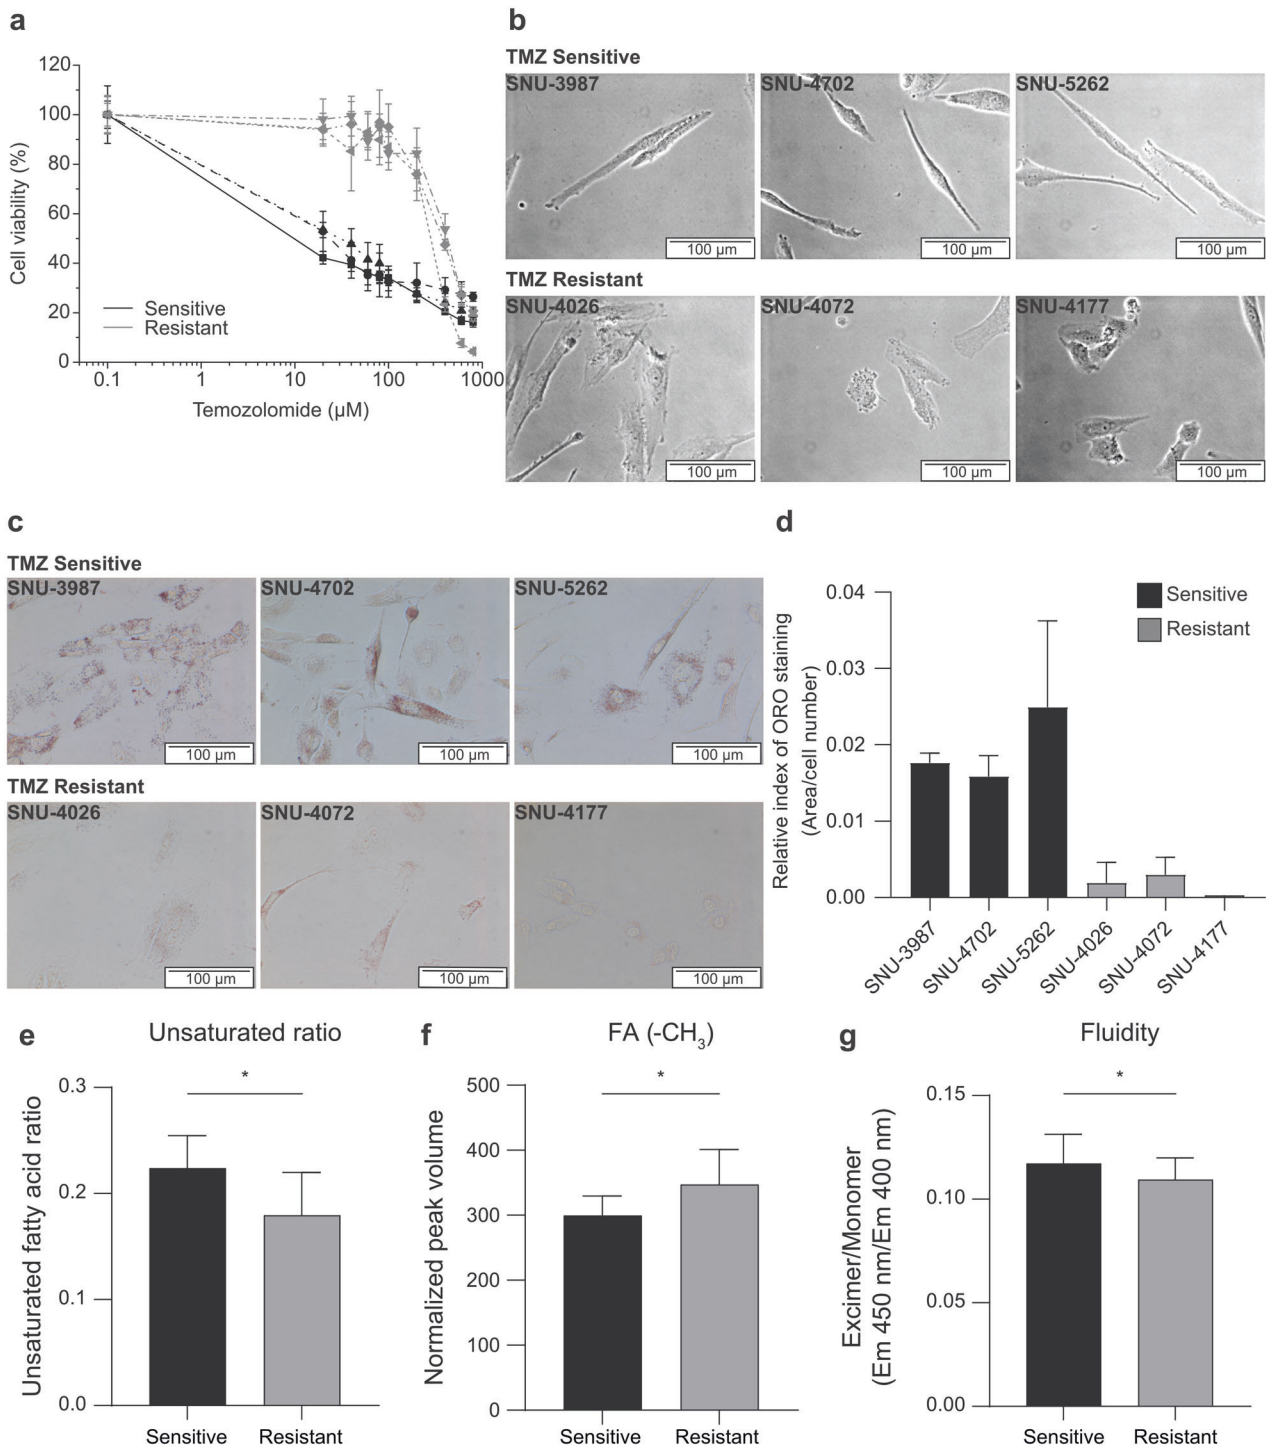 a
120
100
80
60
40
20
0
Cell viability (%)
Sensitive
Resistant
0.1
1
10
100
1000
Temozolomide (µM)
b
TMZ Sensitive
SNU-3987
SNU-4702
SNU-5262
100 µm
100 µm
100 µm
TMZ Resistant
SNU-4026
SNU-4072
SNU-4177
100 µm
100 µm
100 µm
c
TMZ Sensitive
SNU-3987
SNU-4702
SNU-5262
100 µm
100 µm
100 µm
TMZ Resistant
SNU-4026
SNU-4072
SNU-4177
100 µm
100 µm
100 µm
d
Relative index of ORO staining
(Area/cell number)
0.04
0.03
0.02
0.01
0.00
Sensitive
Resistant
SNU-3987
SNU-4702
SNU-5262
SNU-4026
SNU-4072
SNU-4177
e
Unsaturated ratio
Unsaturated fatty acid ratio
0.3
0.2
0.1
0.0
*
Sensitive
Resistant
f
FA (-CH₃)
Normalized peak volume
500
400
300
200
100
0
*
Sensitive
Resistant
g
Fluidity
Excimer/Monomer
(Em 450 nm/Em 400 nm)
0.15
0.10
0.05
0.00
*
Sensitive
Resistant